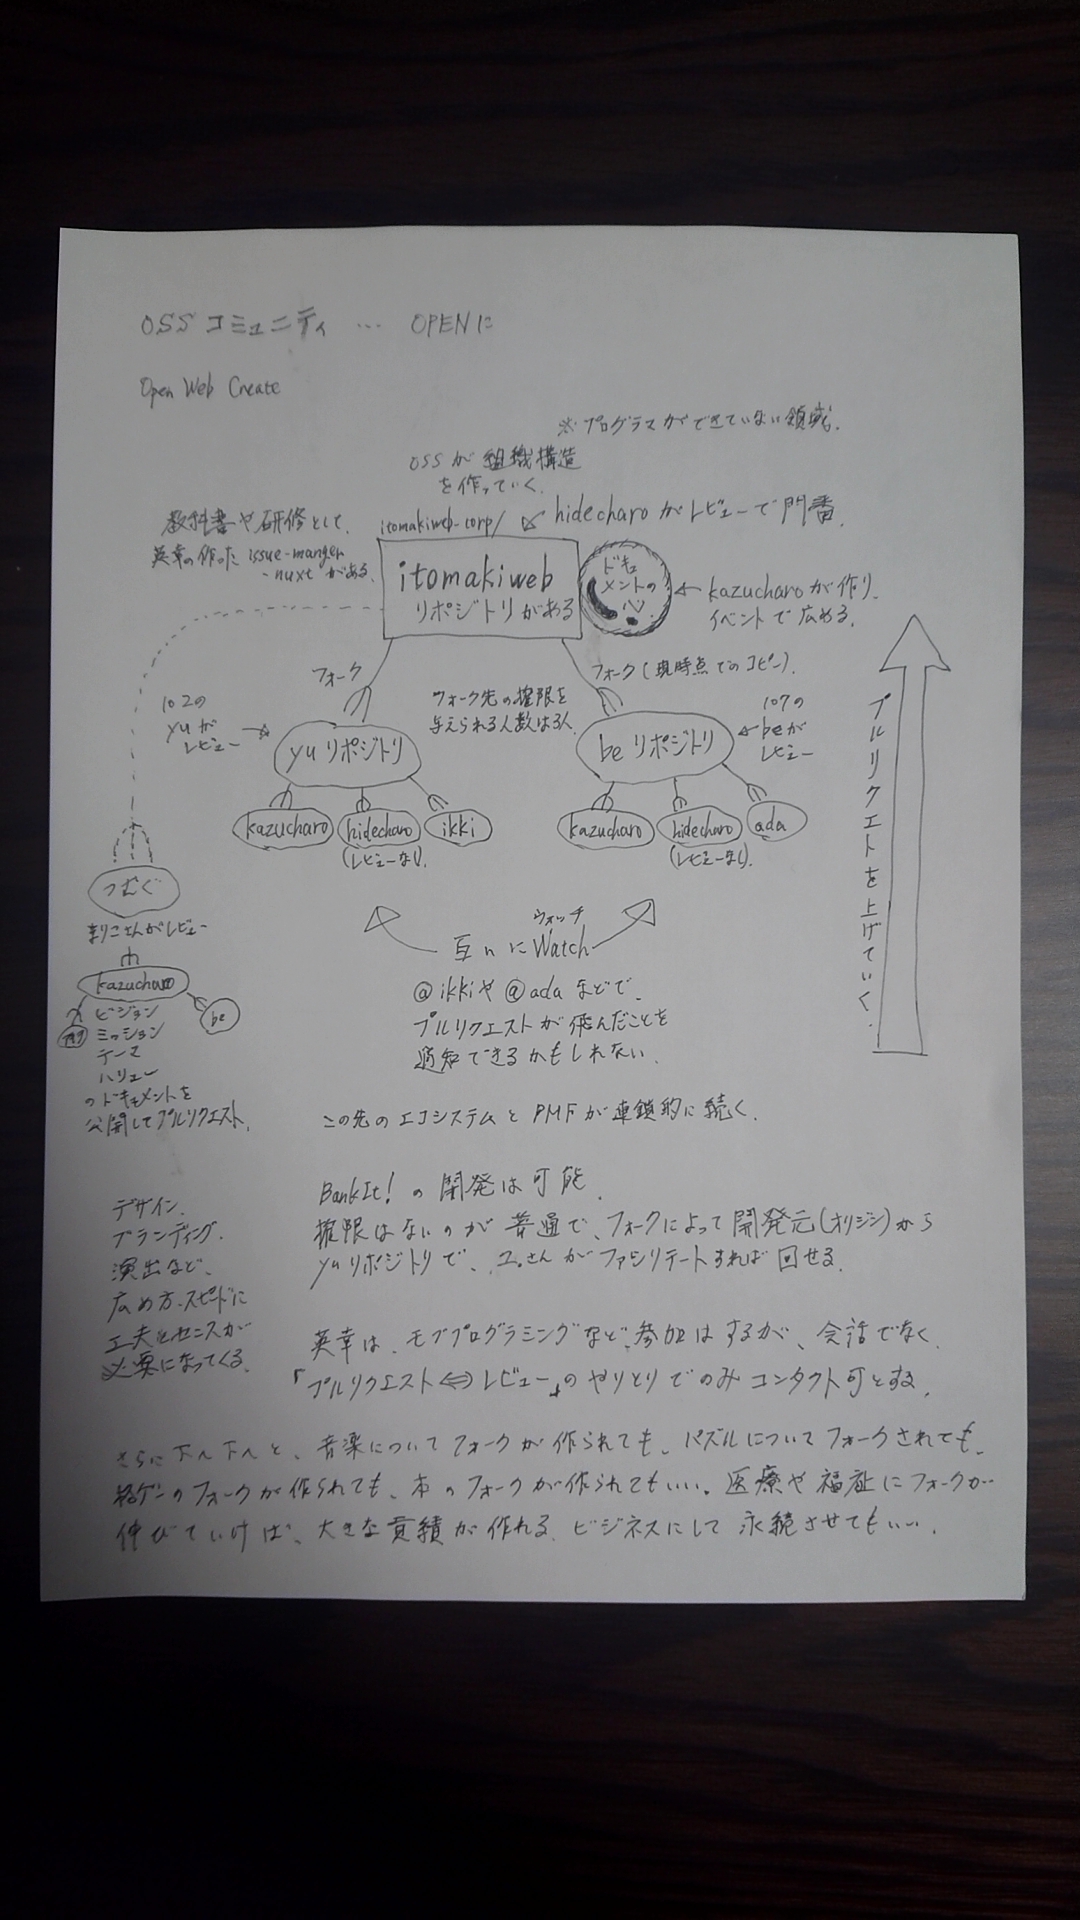 OSS コミュニティ … OPENに
Open Web Create
※プログラマができていない領域.
OSSが組織構造
を作っていく.
教科書や研修として.
英幸の作った issue-manger
-nuxt がある.
itomakiweb-corp/
hidecharoがレビューで門番.
itomakiweb
リポジトリがある
ドキュ
メントの
心
kazucharoが作り.
イベントで広める.
フォーク
フォーク(現時点でのコピー).
102の
yuが
レビュー
フォーク先の権限を
与えられる人数は3人.
107の
beが
レビュー
yuリポジトリ
beリポジトリ
kazucharo
hidecharo
(レビューなし).
ikki
kazucharo
hidecharo
(レビューなし).
ada
プルリクエストを上げていく.
つむぐ
まりこさんがレビュー
kazucharo
be
ビジョン
ミッション
テーマ
バリュー
のドキュメントを
公開してプルリクエスト.
ウォッチ
互いにWatch
@ikkiや@adaなどで.
プルリクエストが飛んだことを
通知できるかもしれない.
この先のエコシステムとPMFが連鎖的に続く.
デザイン.
ブランディング.
演出など、
広め方・スピードに
工夫とセンスが
必要になってくる.
BankIt! の開発は可能.
権限はないのが普通で、フォークによって開発元(オリジン)から
yuリポジトリで、ユ。さんがファシリテートすれば回せる.
英幸は、モブプログラミングなど、参加はするが、会話でなく
「プルリクエスト⇔レビュー」のやりとりでのみコンタクト可とする.
さらに下へ下へと、音楽についてフォークが作られても、パズルについてフォークされても、
格ゲーのフォークが作られても、本のフォークが作られてもいい。医療や福祉にフォークが
伸びていけば、大きな貢績が作れる. ビジネスにして永続させてもいい.